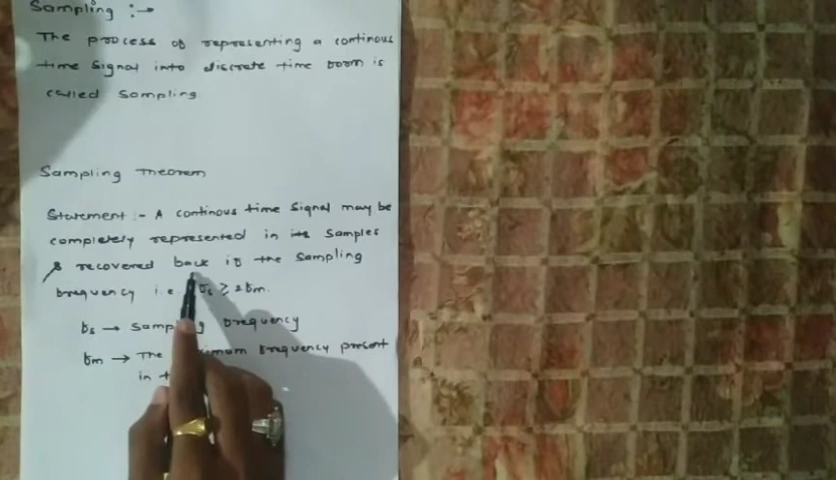 Sampling :→
The process of representing a continous
time signal into discrete time form is
called Sampling
Sampling Theorem
Statement :- A continous time signal may be
completely represented in its samples
& recovered back if the sampling
frequency i.e. fs ≥ 2fm.
fs → Sampling frequency
fm → The frequency present
in